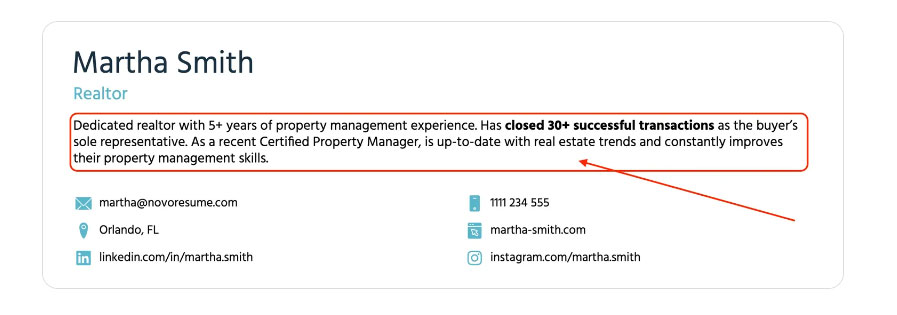 Martha Smith
Realtor
Dedicated realtor with 5+ years of property management experience. Has closed 30+ successful transactions as the buyer's
sole representative. As a recent Certified Property Manager, is up-to-date with real estate trends and constantly improves
their property management skills.
martha@novoresume.com
1111 234 555
Orlando, FL
martha-smith.com
linkedin.com/in/martha.smith
instagram.com/martha.smith